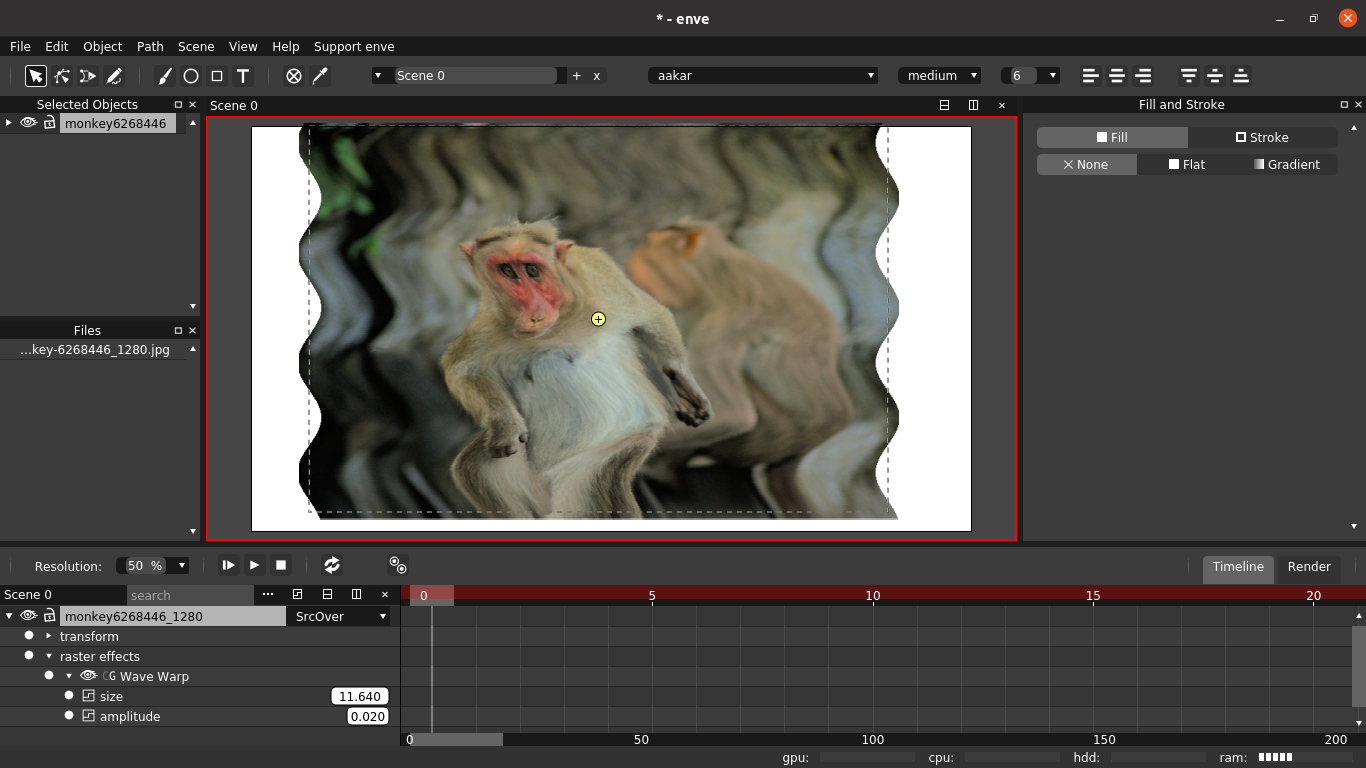 * - enve
File Edit Object Path Scene View Help Support enve
Scene 0 + x aakar medium 6
Selected Objects
monkey6268446
Files
...key-6268446_1280.jpg
Scene 0
Fill and Stroke
Fill Stroke
None Flat Gradient
Resolution: 50 % Timeline Render
Scene 0 search 0 5 10 15 20
monkey6268446_1280 SrcOver
transform
raster effects
CG Wave Warp
size 11.640
amplitude 0.020
0 50 100 150 200
gpu: cpu: hdd: ram: